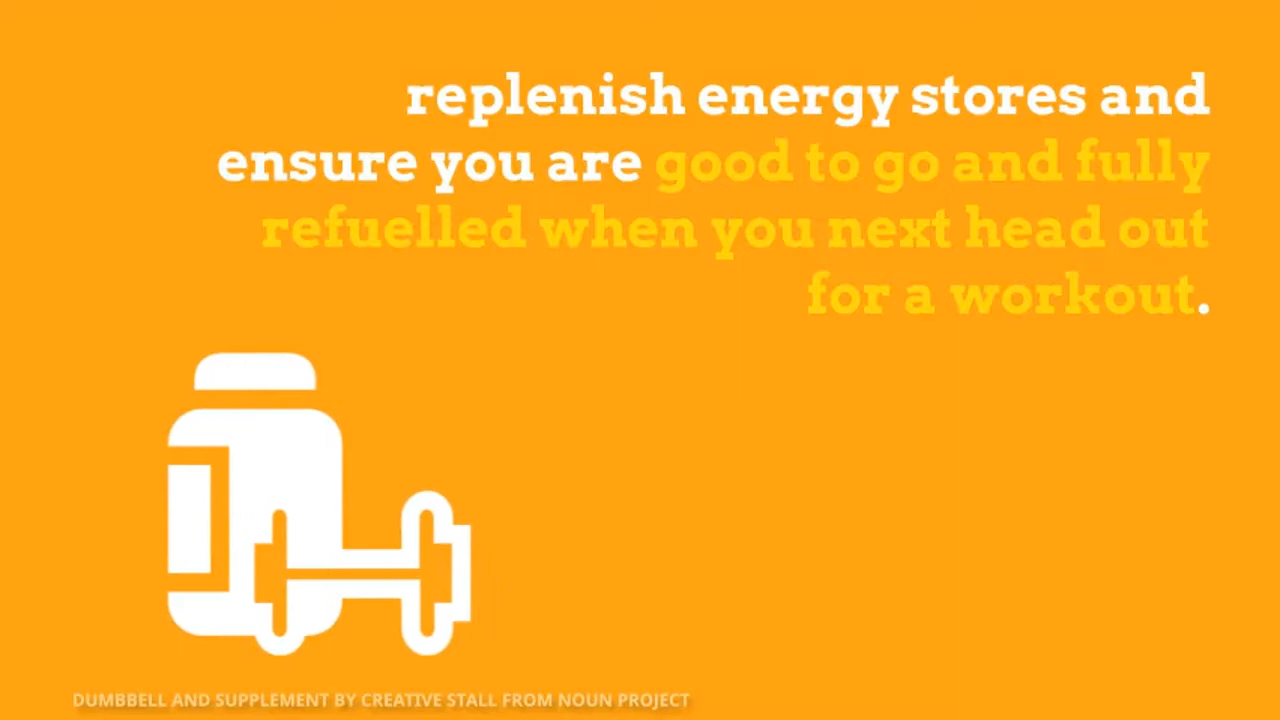 replenish energy stores and
ensure you are good to go and fully
refuelled when you next head out
for a workout.
DUMBBELL AND SUPPLEMENT BY CREATIVE STALL FROM NOUN PROJECT